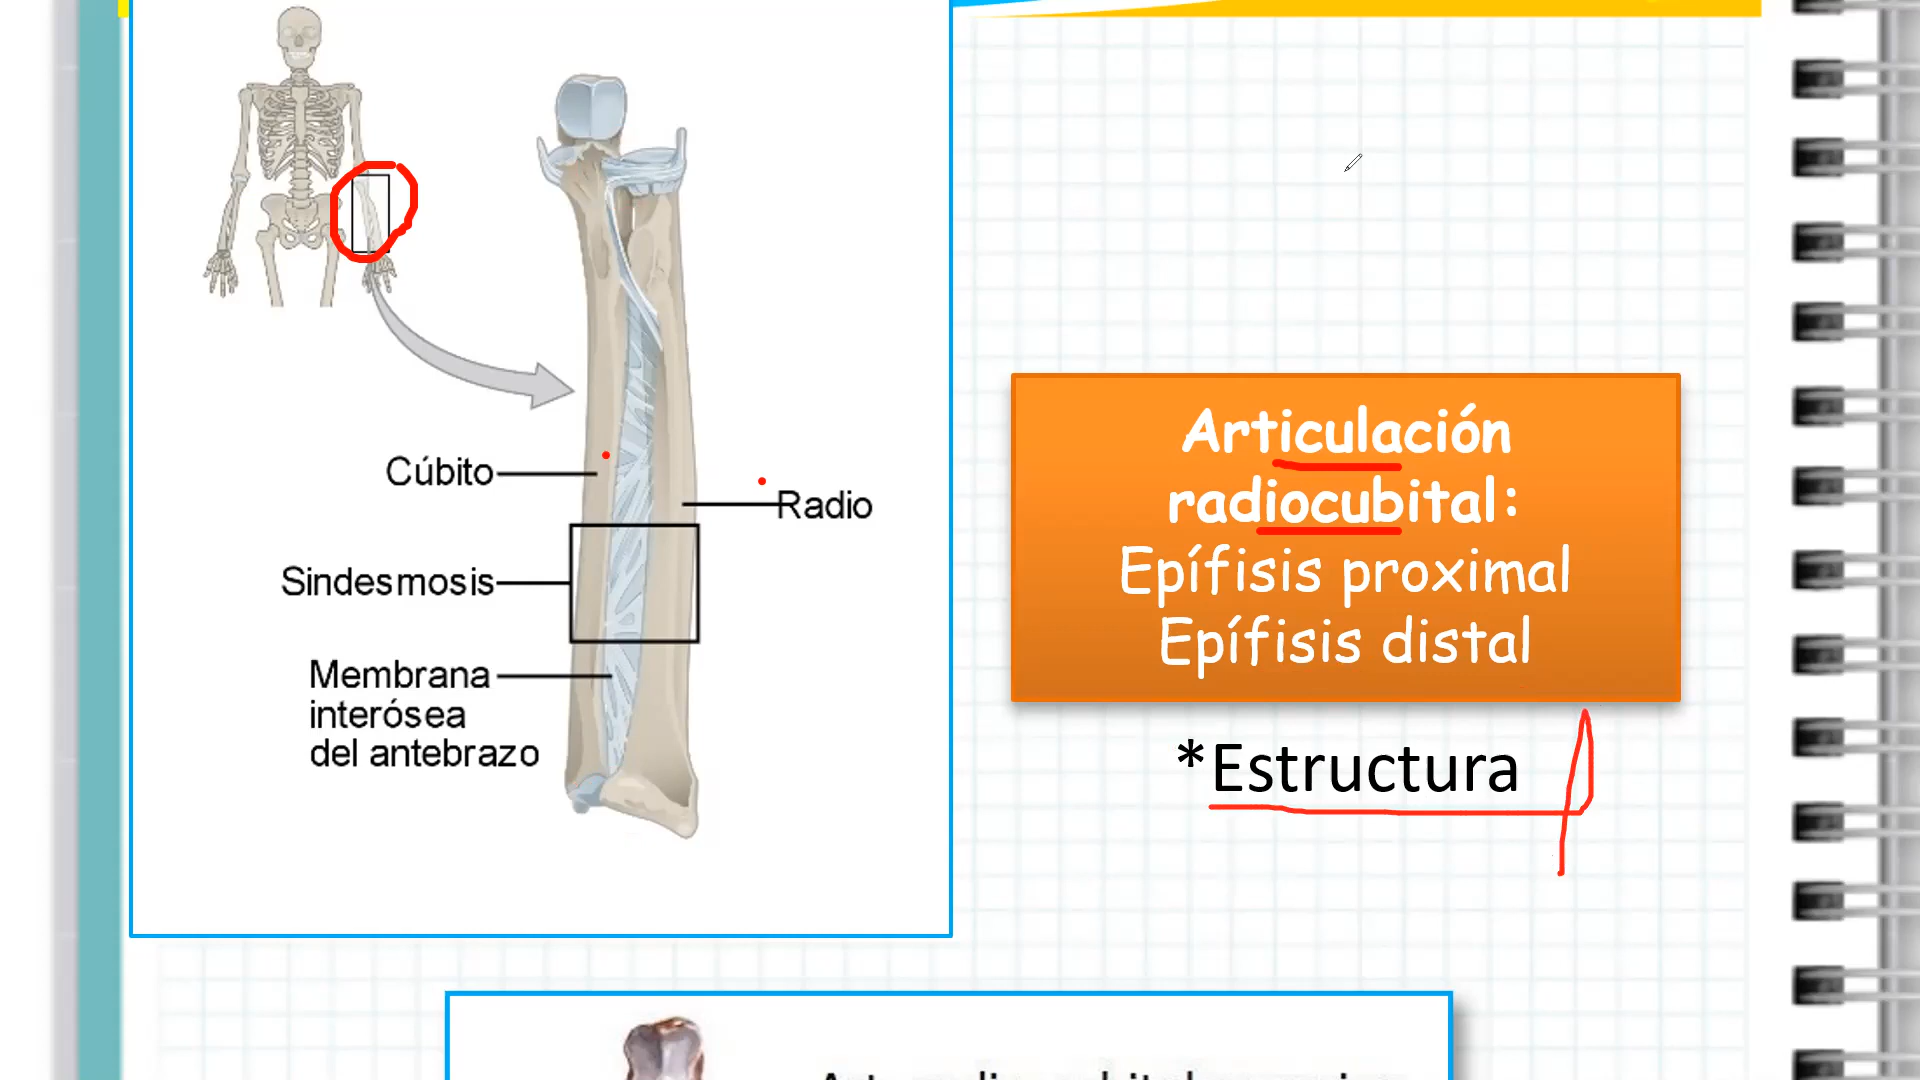 Cúbito
Radio
Sindesmosis
Membrana
interósea
del antebrazo
Articulación
radiocubital:
Epífisis proximal
Epífisis distal
*Estructura